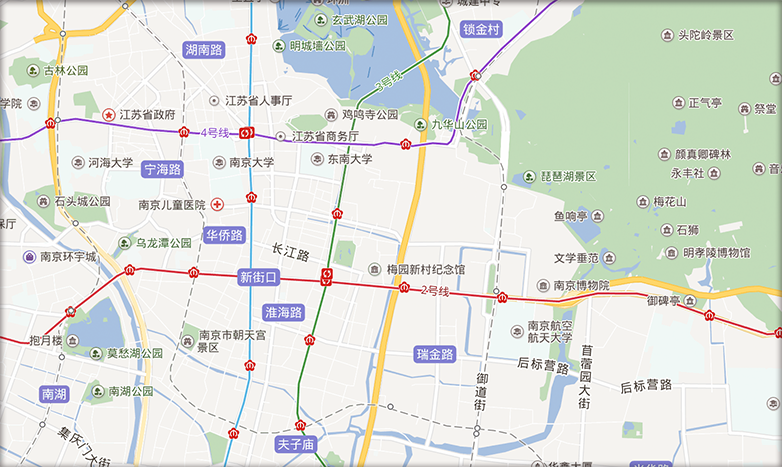 玄武湖公园
锁金村
头陀岭景区
湖南路
明城墙公园
古林公园
3号线
正气亭
祭堂
学院
江苏省人事厅
江苏省政府
鸡鸣寺公园
九华山公园
4号线
江苏省商务厅
河海大学
宁海路
南京大学
东南大学
颜真卿碑林
永丰社
音
琵琶湖景区
石头城公园
南京儿童医院
梅花山
鱼响亭
保厅
华侨路
石狮
乌龙潭公园
南京环宇城
长江路
文学垂范
明孝陵博物馆
新街口
梅园新村纪念馆
2号线
南京博物院
御碑亭
淮海路
抱月楼
南京市朝天宫
景区
南京航空
航天大学
莫愁湖公园
瑞金路
后标营路
苜蓿园大街
御道街
后标营路
南湖
南湖公园
集庆门大街
夫子庙